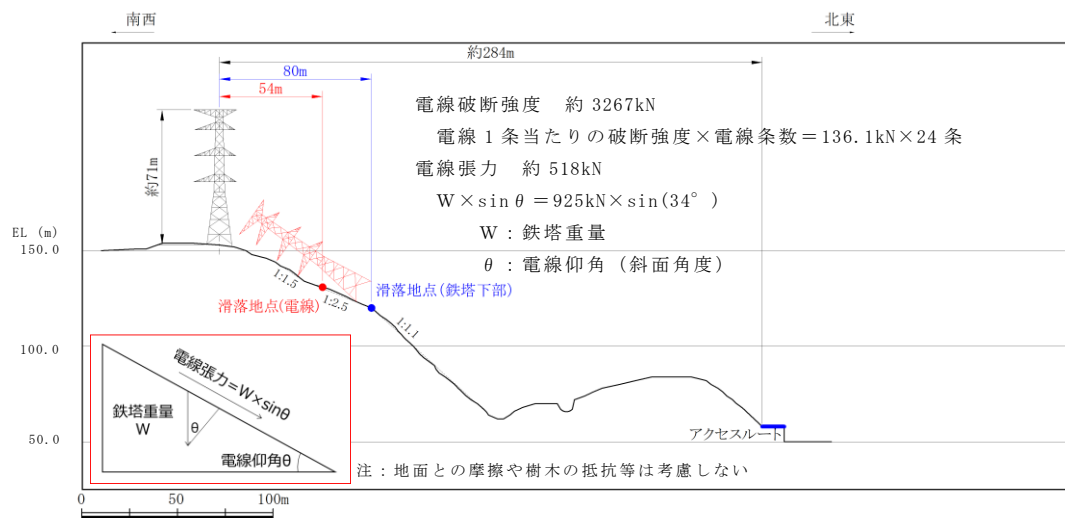 南西
北東
約284m
80m
54m
電線破断強度　約 3267kN
電線 1 条当たりの破断強度×電線条数＝136.1kN×24 条
電線張力　約 518kN
W×sin θ＝925kN×sin(34°)
W：鉄塔重量
θ：電線仰角（斜面角度）
約71m
EL (m)
150.0
1:1.5
滑落地点(電線)
1:2.5
滑落地点(鉄塔下部)
1:1.1
100.0
電線張力＝W×sinθ
鉄塔重量
W
θ
電線仰角θ
50.0
アクセスルート
注：地面との摩擦や樹木の抵抗等は考慮しない
0
50
100m